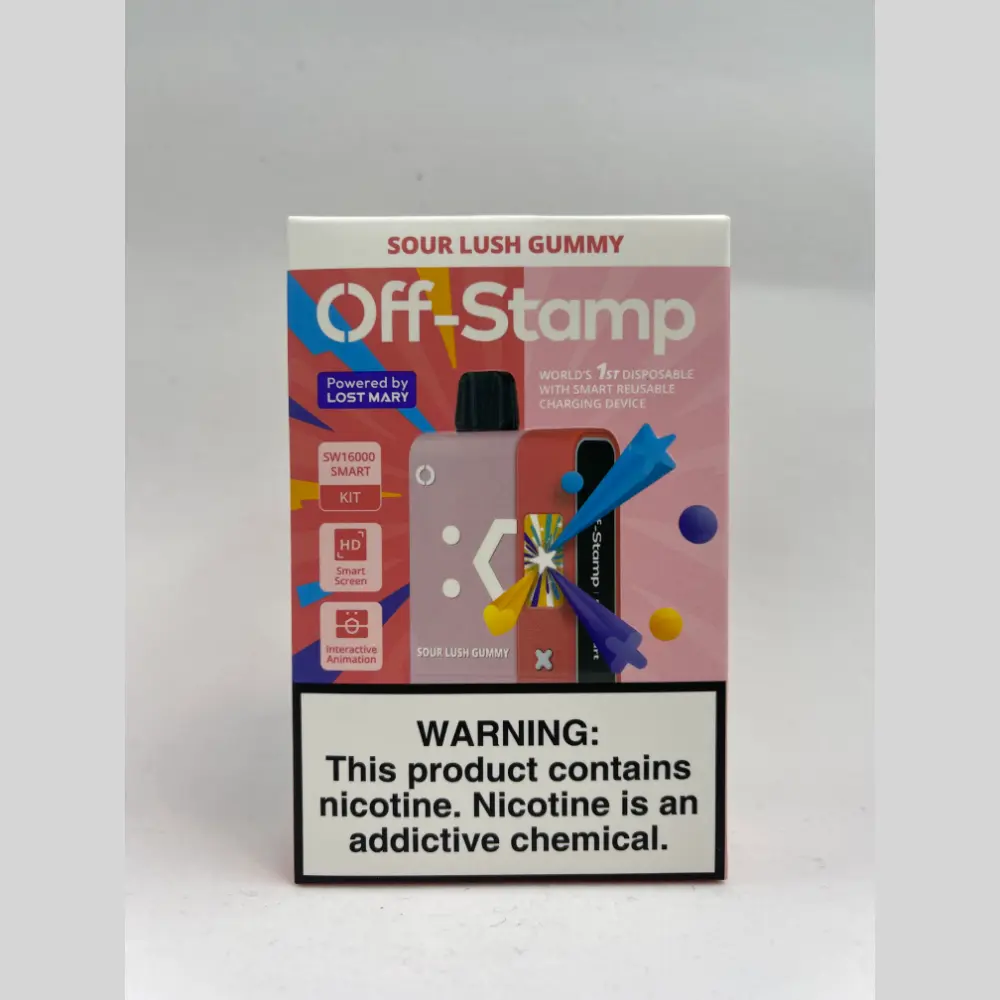 SOUR LUSH GUMMY
Off-Stamp
WORLD'S 1ST DISPOSABLE
WITH SMART REUSABLE
CHARGING DEVICE
Powered by
LOST MARY
SW16000
SMART
KIT
HD
Smart
Screen
Interactive
Animation
SOUR LUSH GUMMY
ff-Stamp
WARNING:
This product contains
nicotine. Nicotine is an
addictive chemical.